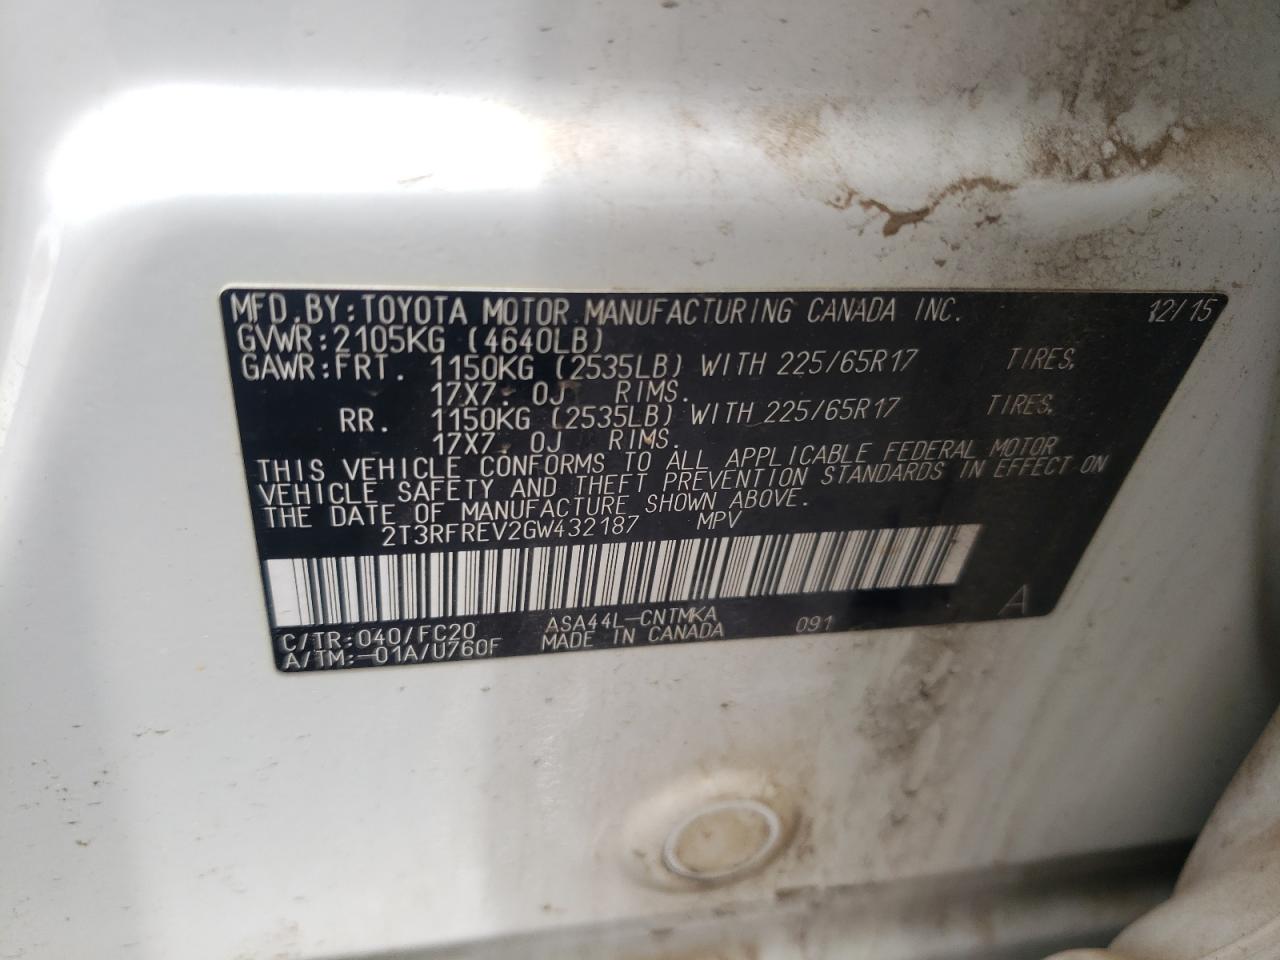 MFD.BY:TOYOTA MOTOR MANUFACTURING CANADA INC. 12/15
GVWR:2105KG (4640LB)
GAWR:FRT. 1150KG (2535LB) WITH 225/65R17 TIRES,
17X7.0J RIMS.
RR. 1150KG (2535LB) WITH 225/65R17 TIRES,
17X7.0J RIMS.
THIS VEHICLE CONFORMS TO ALL APPLICABLE FEDERAL MOTOR
VEHICLE SAFETY AND THEFT PREVENTION STANDARDS IN EFFECT ON
THE DATE OF MANUFACTURE SHOWN ABOVE.
2T3RFREV2GW432187 MPV
C/TR:040/FC20 ASA44L-CNTMKA 091 A
A/TM:-01A/U760F MADE IN CANADA